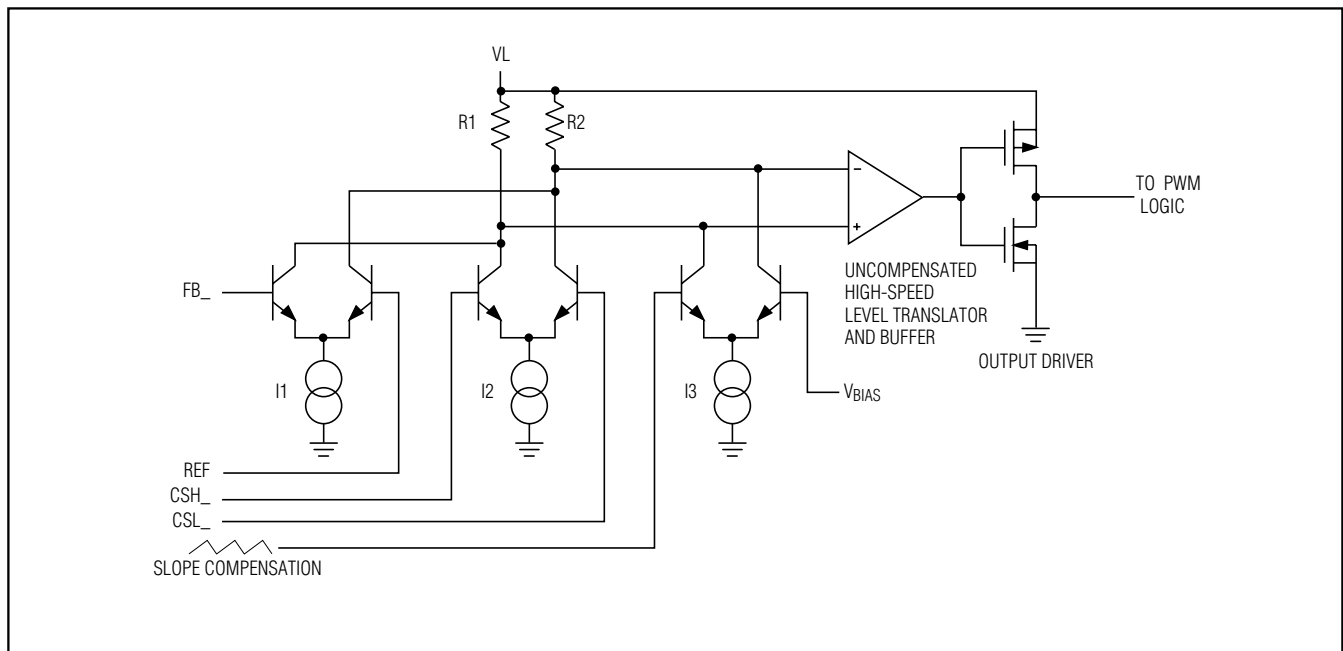 VL
R1
R2
−
+
TO PWM
LOGIC
UNCOMPENSATED
HIGH-SPEED
LEVEL TRANSLATOR
AND BUFFER
OUTPUT DRIVER
FB_
I1
I2
I3
VBIAS
REF
CSH_
CSL_
SLOPE COMPENSATION